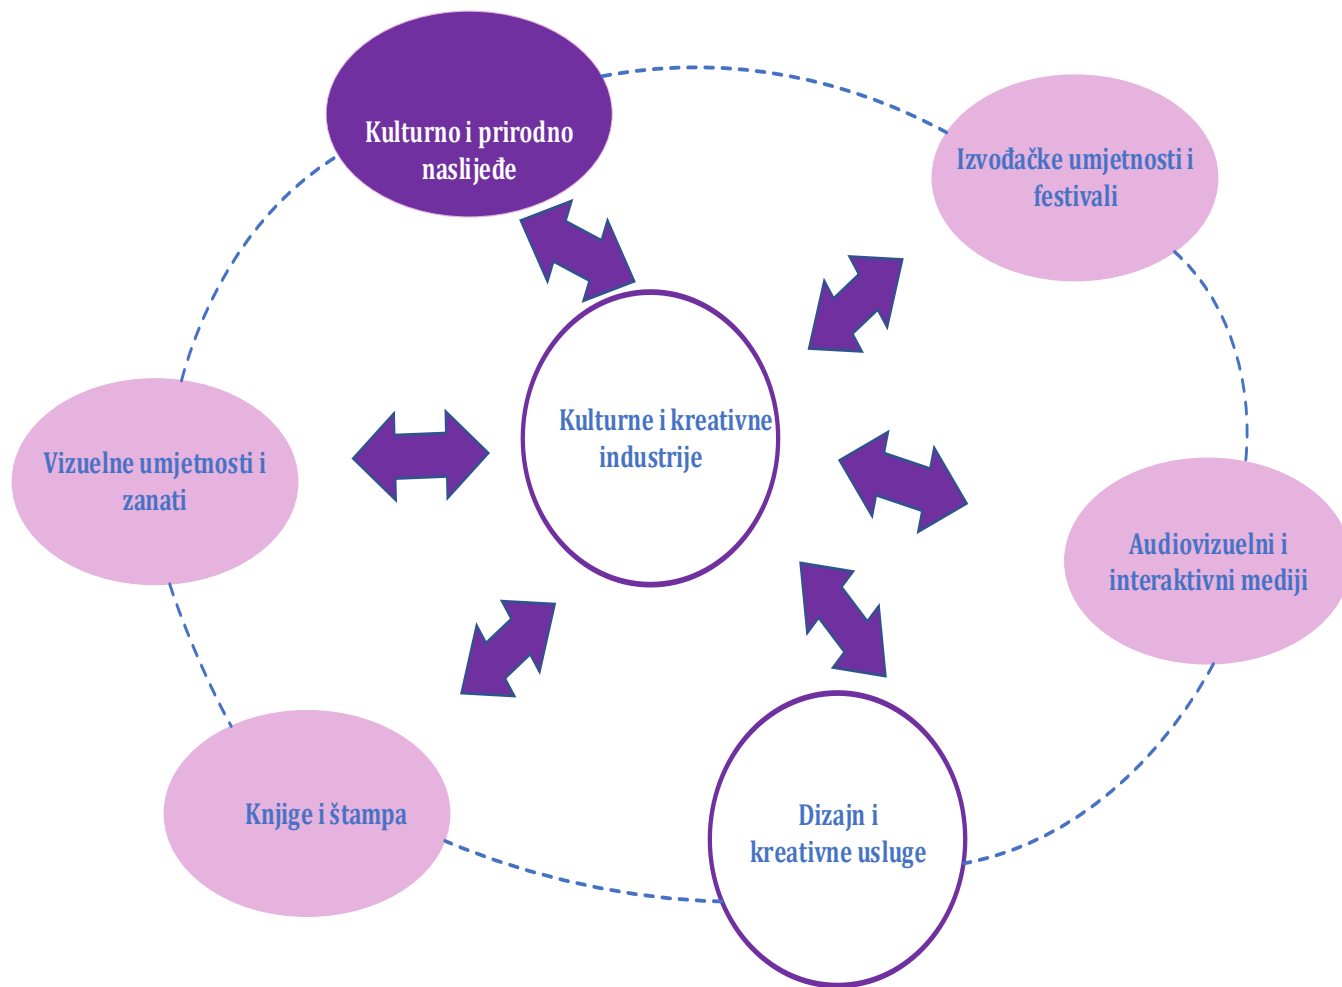 Kulturno i prirodno
naslijeđe
Izvođačke umjetnosti i
festivali
Kulturne i kreativne
industrije
Vizuelne umjetnosti i
zanati
Audiovizuelni i
interaktivni mediji
Knjige i štampa
Dizajn i
kreativne usluge